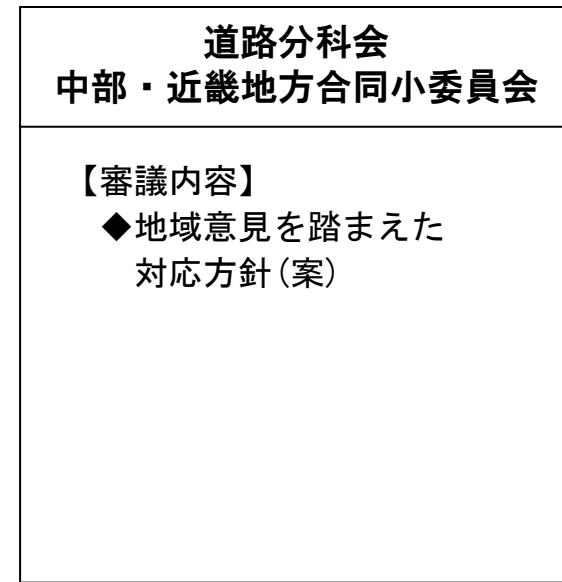 道路分科会
中部・近畿地方合同小委員会
【審議内容】
◆地域意見を踏まえた
対応方針(案)